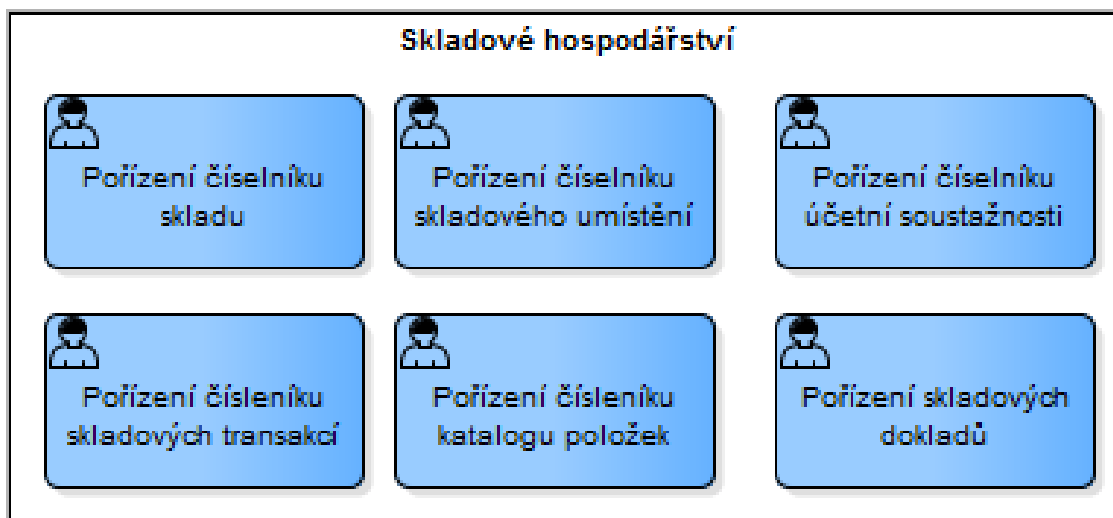 Skladové hospodářství
Pořízení číselníku
skladu
Pořízení číselníku
skladového umístění
Pořízení číselníku
účetní soustažnosti
Pořízení čísleníku
skladových transakcí
Pořízení čísleníku
katalogu položek
Pořízení skladových
dokladů